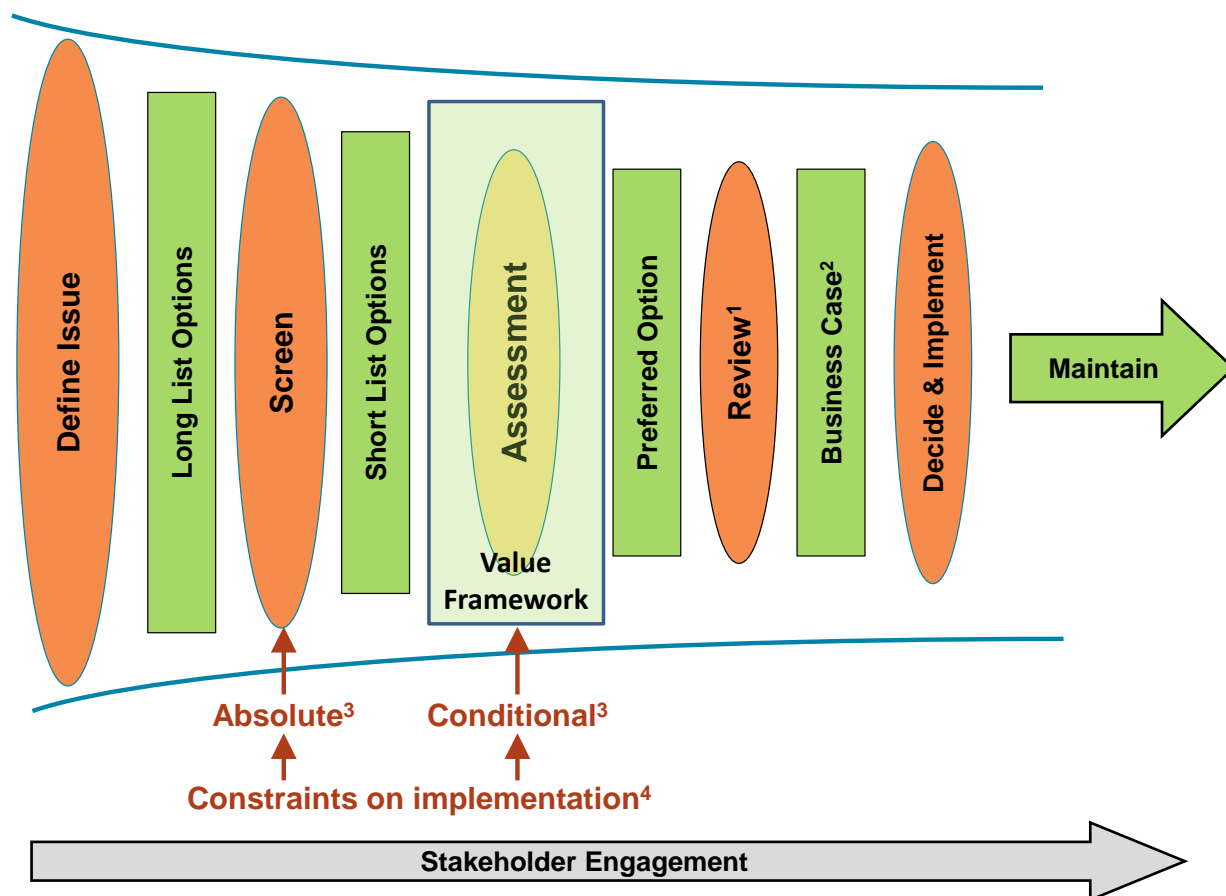 Define Issue
Long List Options
Screen
Short List Options
Assessment
Value
Framework
Preferred Option
Review¹
Business Case²
Decide & Implement
Maintain
Absolute³
Conditional³
Constraints on implementation⁴
Stakeholder Engagement